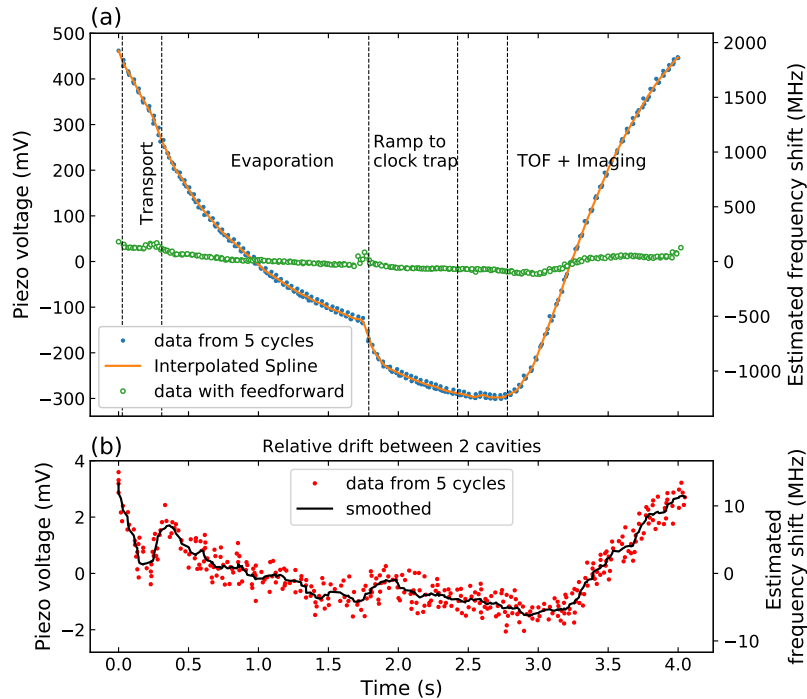 (a)
500
400
300
200
100
0
−100
−200
−300
Piezo voltage (mV)
2000
1500
1000
500
0
−500
−1000
Estimated frequency shift (MHz)
Transport
Evaporation
Ramp to
clock trap
TOF + Imaging
data from 5 cycles
Interpolated Spline
data with feedforward
(b)
Relative drift between 2 cavities
4
2
0
−2
Piezo voltage (mV)
10
0
−10
Estimated
frequency shift (MHz)
data from 5 cycles
smoothed
0.0 0.5 1.0 1.5 2.0 2.5 3.0 3.5 4.0
Time (s)